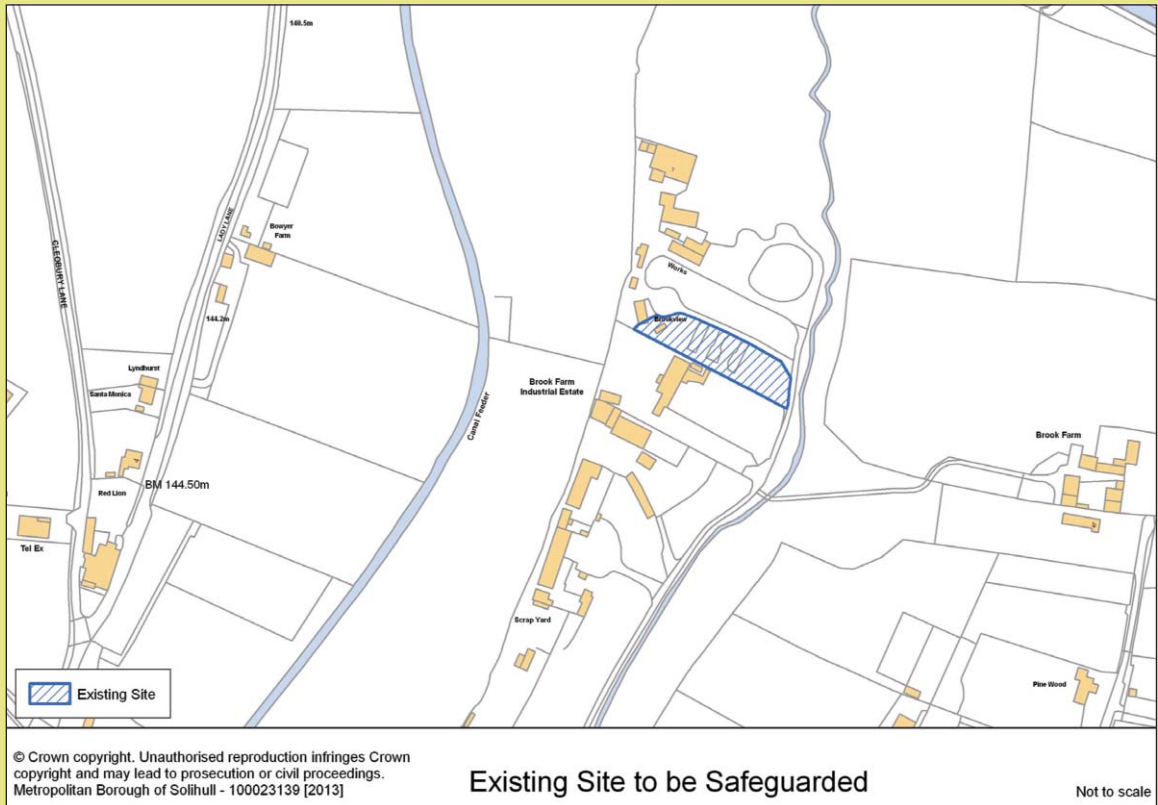 148.5m
CLEOBURY LANE
LADY LANE
Bowyer
Farm
144.2m
Lyndhurst
Santa Monica
BM 144.50m
Red Lion
Tel Ex
Canal Feeder
Works
Brookview
Brook Farm
Industrial Estate
Scrap Yard
Brook Farm
Pine Wood
Existing Site
© Crown copyright. Unauthorised reproduction infringes Crown
copyright and may lead to prosecution or civil proceedings.
Metropolitan Borough of Solihull - 100023139 [2013]
Existing Site to be Safeguarded
Not to scale